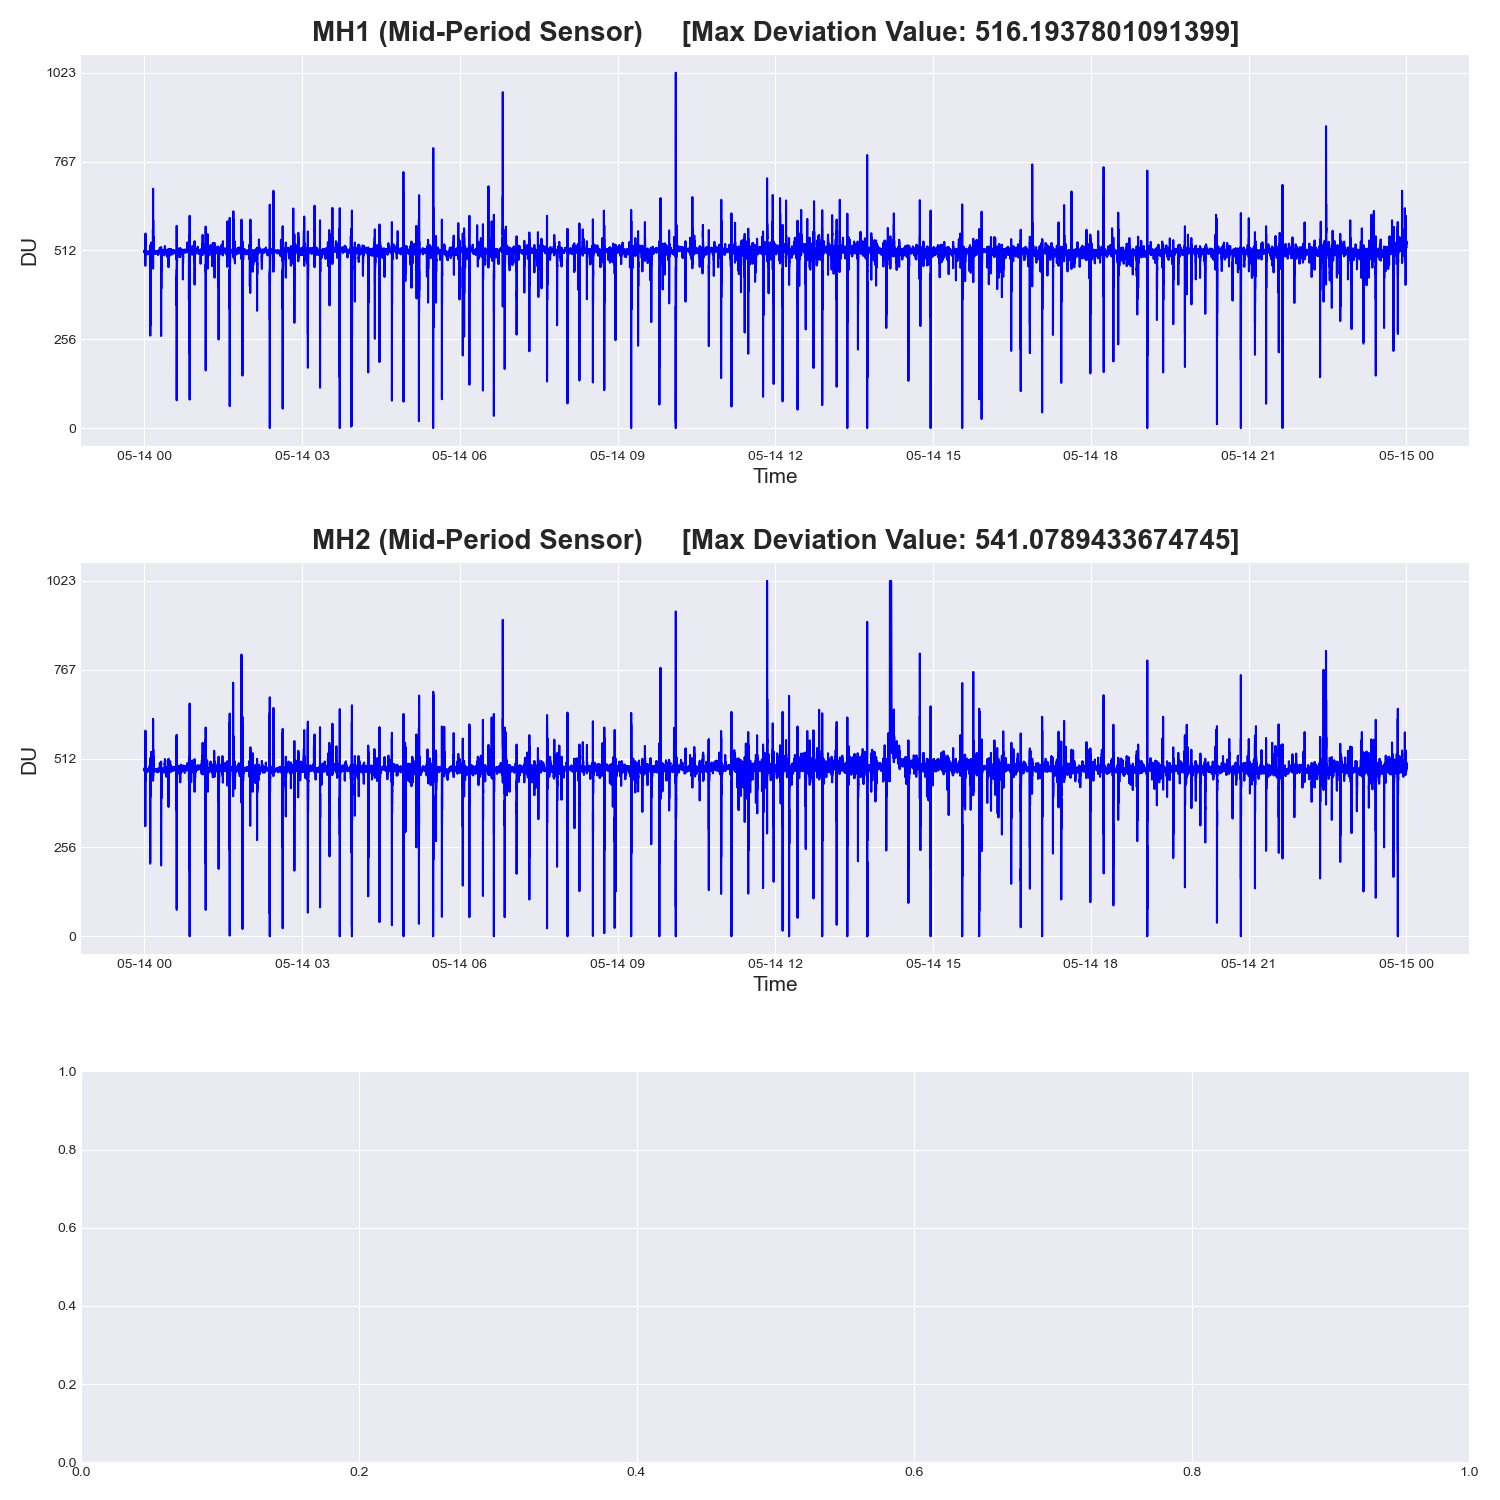 MH1 (Mid-Period Sensor) [Max Deviation Value: 516.1937801091399]
1023
767
512
256
0
DU
05-14 00 05-14 03 05-14 06 05-14 09 05-14 12 05-14 15 05-14 18 05-14 21 05-15 00
Time
MH2 (Mid-Period Sensor) [Max Deviation Value: 541.0789433674745]
1023
767
512
256
0
DU
05-14 00 05-14 03 05-14 06 05-14 09 05-14 12 05-14 15 05-14 18 05-14 21 05-15 00
Time
1.0
0.8
0.6
0.4
0.2
0.0
0.0 0.2 0.4 0.6 0.8 1.0